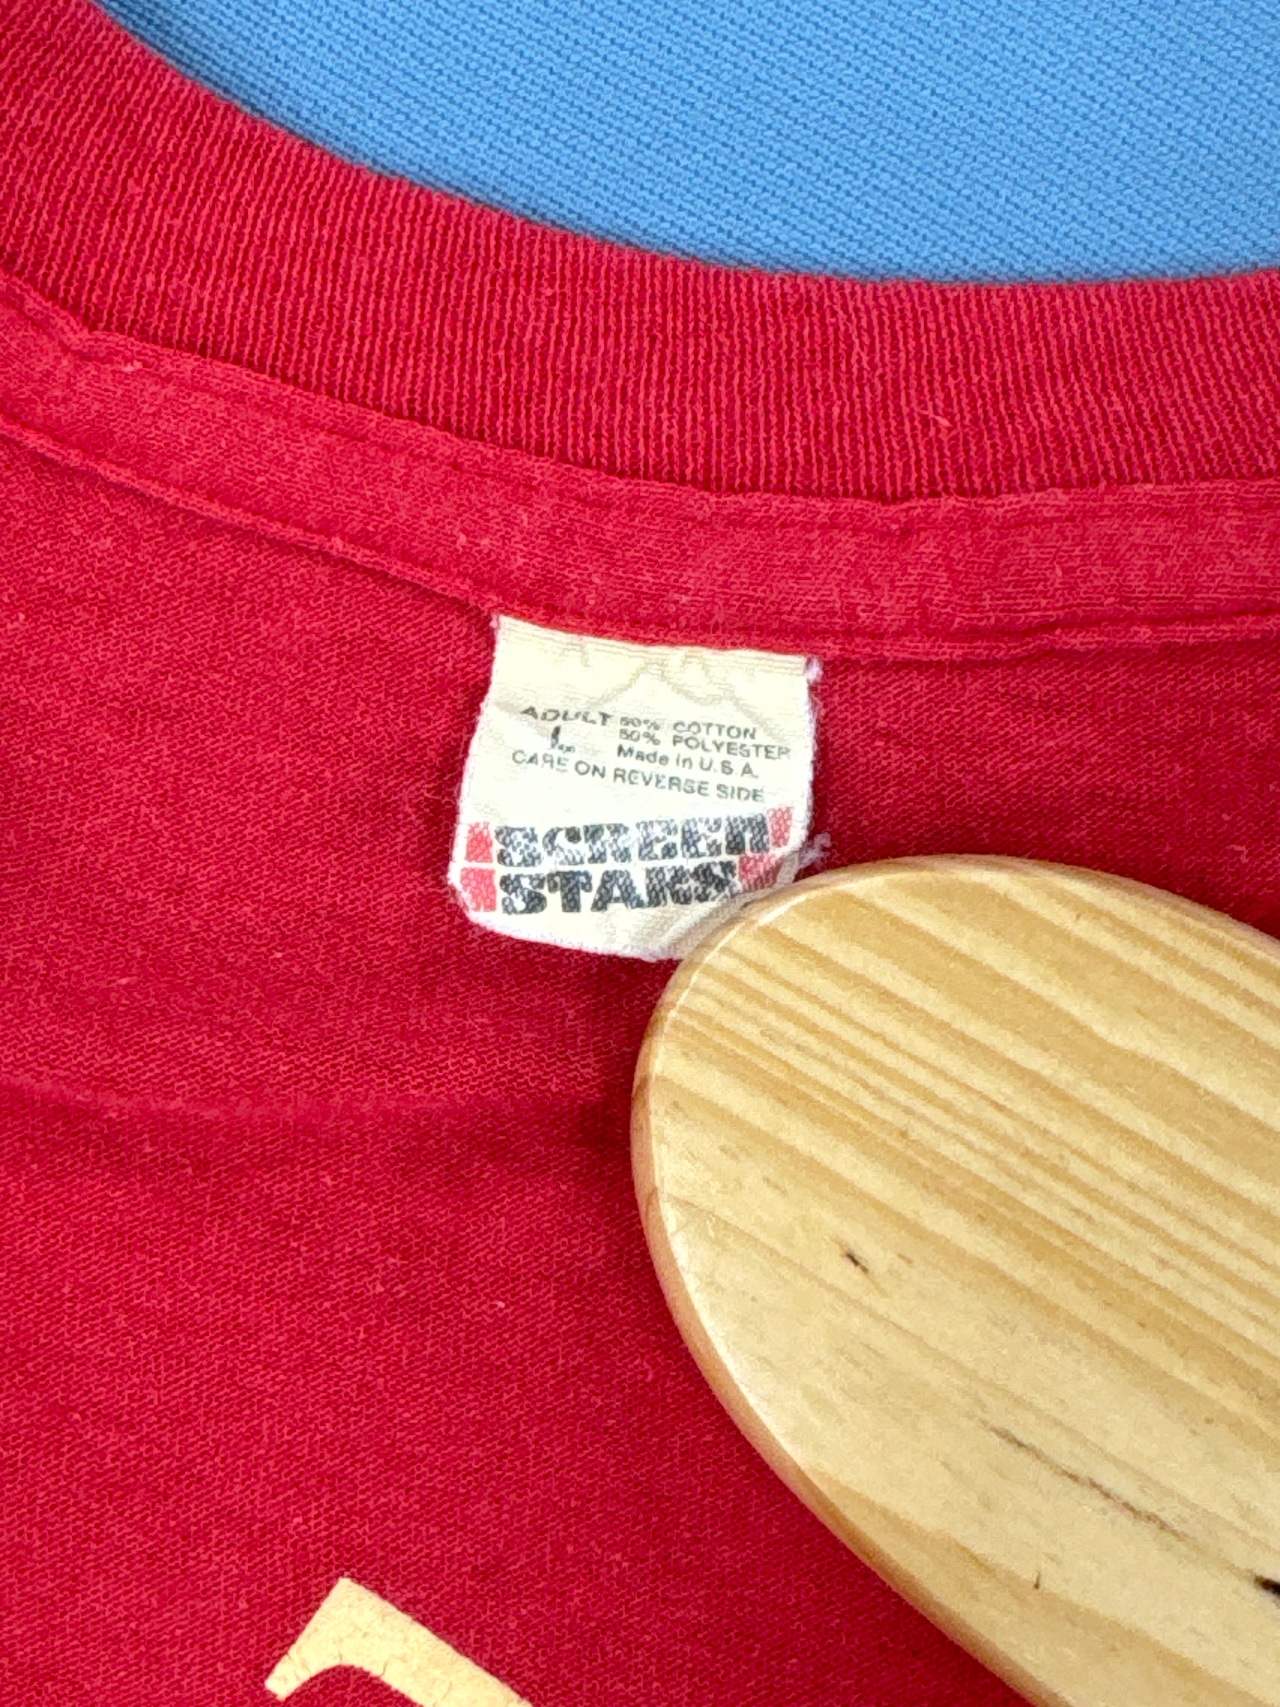 ADULT 50% COTTON
L 50% POLYESTER
Made in U.S.A.
CARE ON REVERSE SIDE
SCREEN
STARS